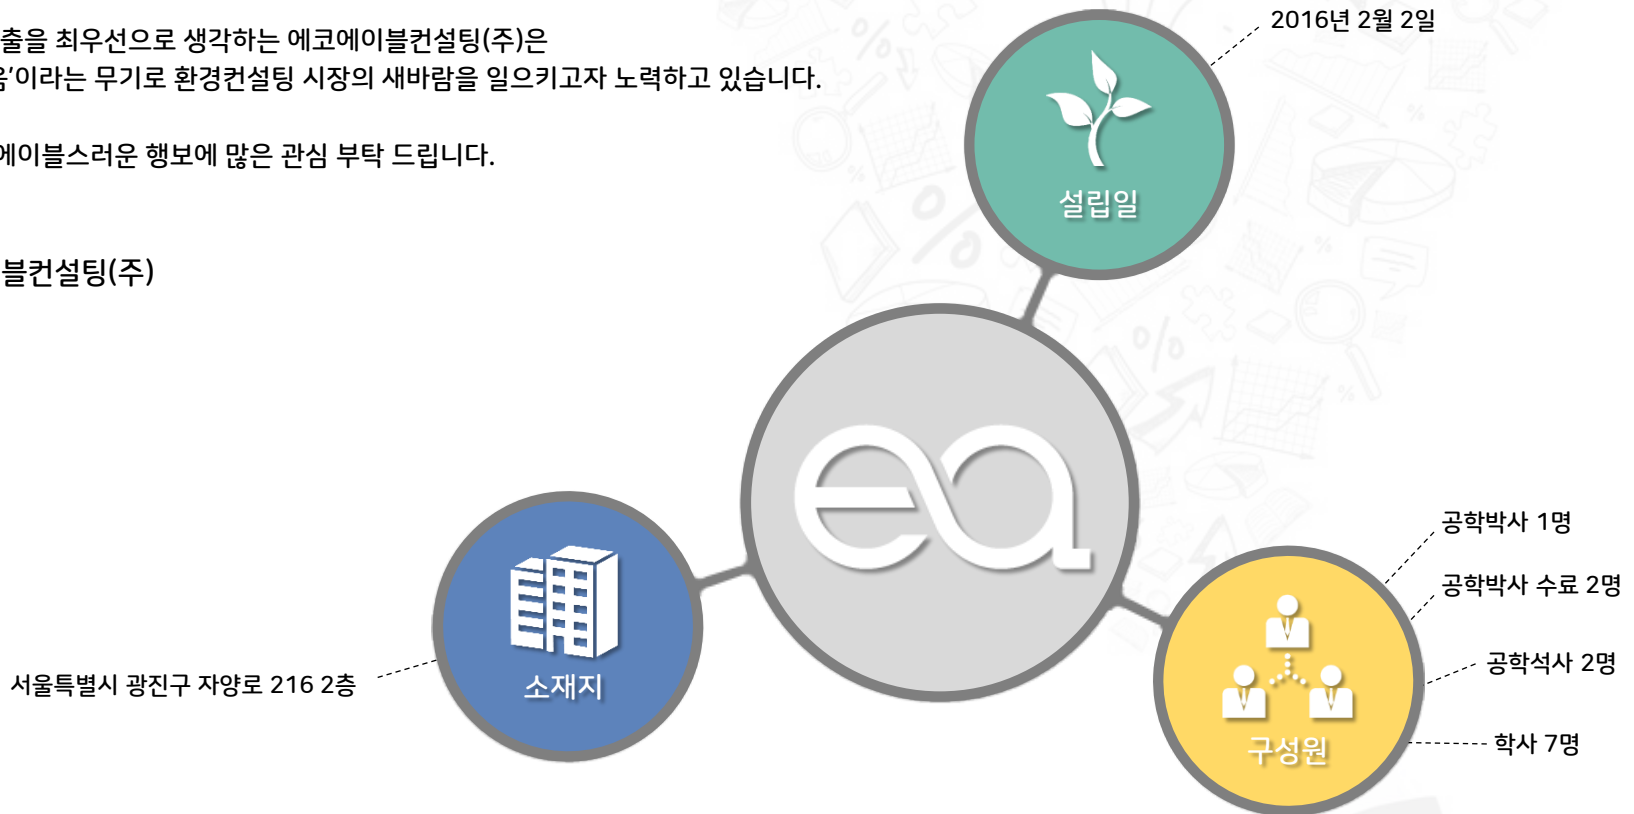 출을 최우선으로 생각하는 에코에이블컨설팅(주)은
'이라는 무기로 환경컨설팅 시장의 새바람을 일으키고자 노력하고 있습니다.
에이블스러운 행보에 많은 관심 부탁 드립니다.
블컨설팅(주)
2016년 2월 2일
설립일
ea
소재지
서울특별시 광진구 자양로 216 2층
구성원
공학박사 1명
공학박사 수료 2명
공학석사 2명
학사 7명